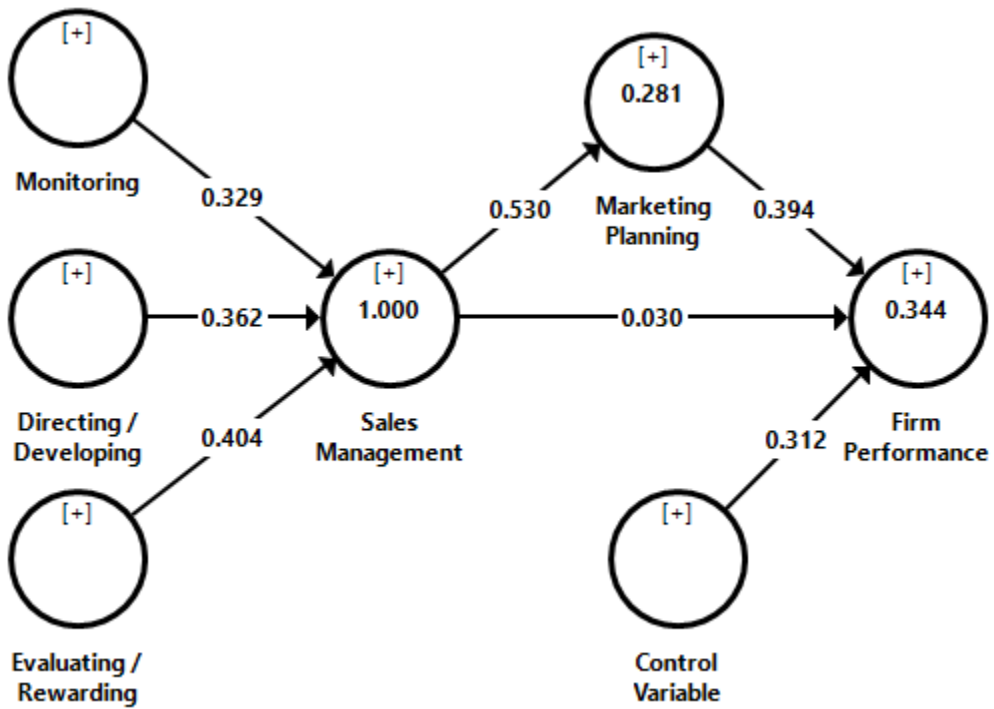 [+]
Monitoring
0.329
[+]
0.281
Marketing
Planning
0.530
0.394
[+]
Directing /
Developing
0.362
[+]
1.000
Sales
Management
0.030
[+]
0.344
Firm
Performance
0.404
0.312
[+]
Evaluating /
Rewarding
[+]
Control
Variable